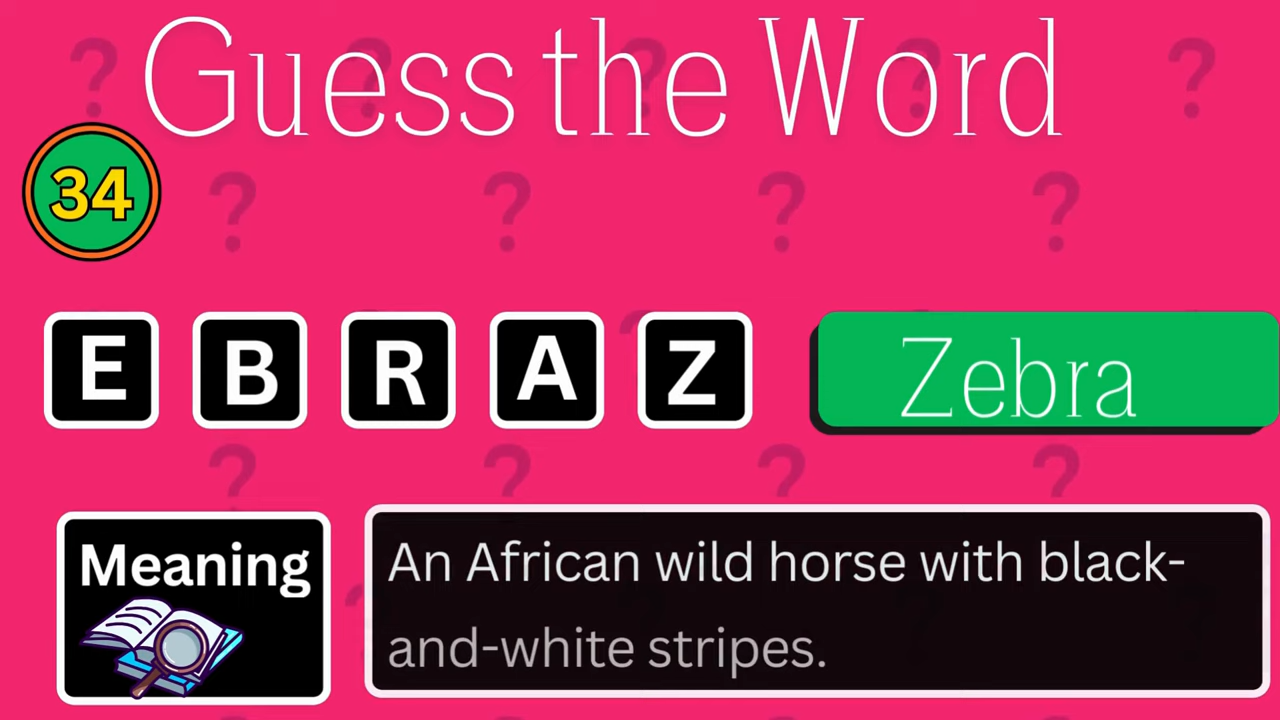 Guess the Word
34
E B R A Z
Zebra
Meaning
An African wild horse with black-
and-white stripes.